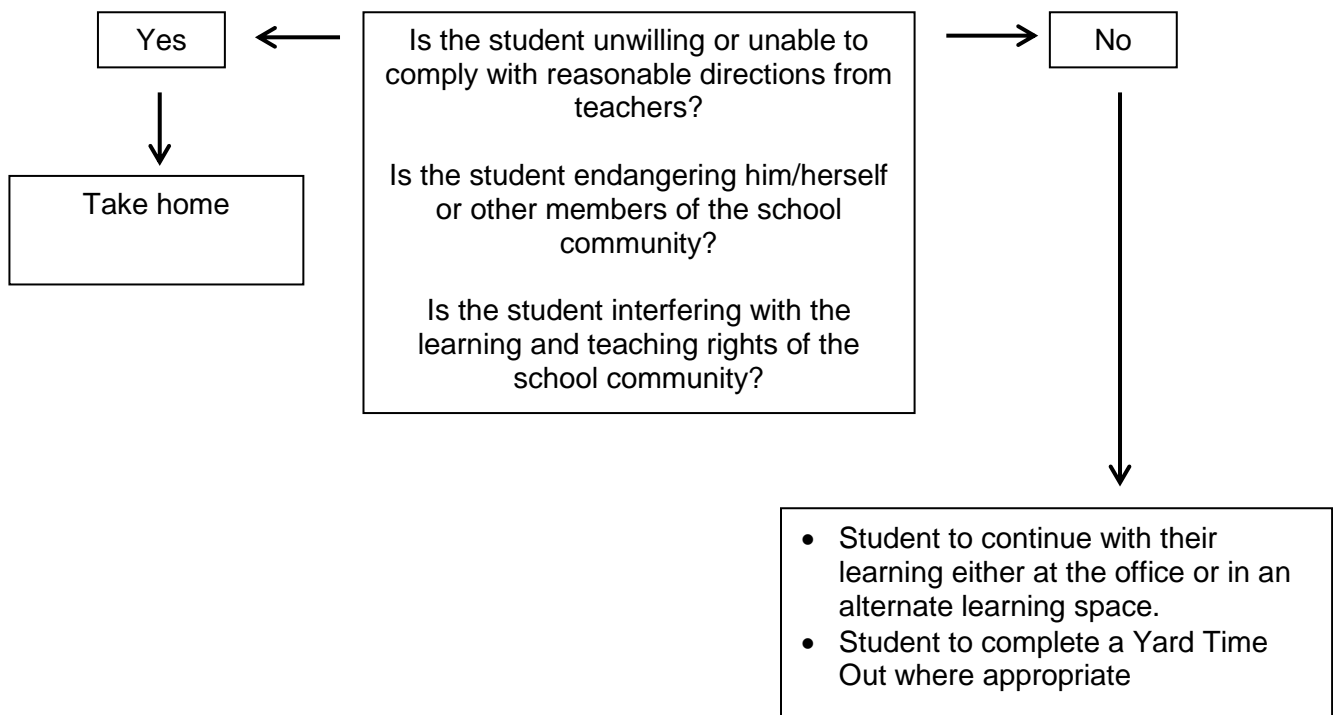 Yes
Is the student unwilling or unable to
comply with reasonable directions from
teachers?
Is the student endangering him/herself
or other members of the school
community?
Is the student interfering with the
learning and teaching rights of the
school community?
No
Take home
• Student to continue with their
learning either at the office or in an
alternate learning space.
• Student to complete a Yard Time
Out where appropriate